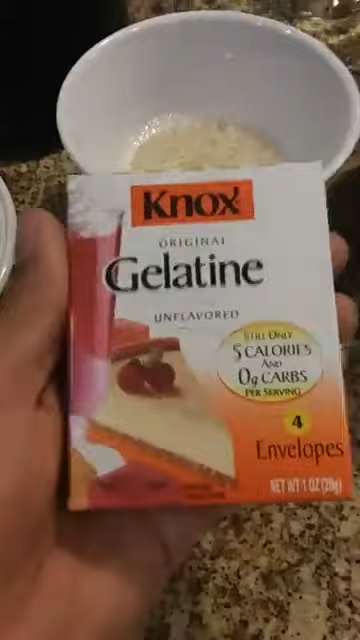 Knox
ORIGINAL
Gelatine
UNFLAVORED
STILL ONLY
5 CALORIES
AND
0g CARBS
PER SERVING
4
Envelopes
NET WT 1 OZ (28g)